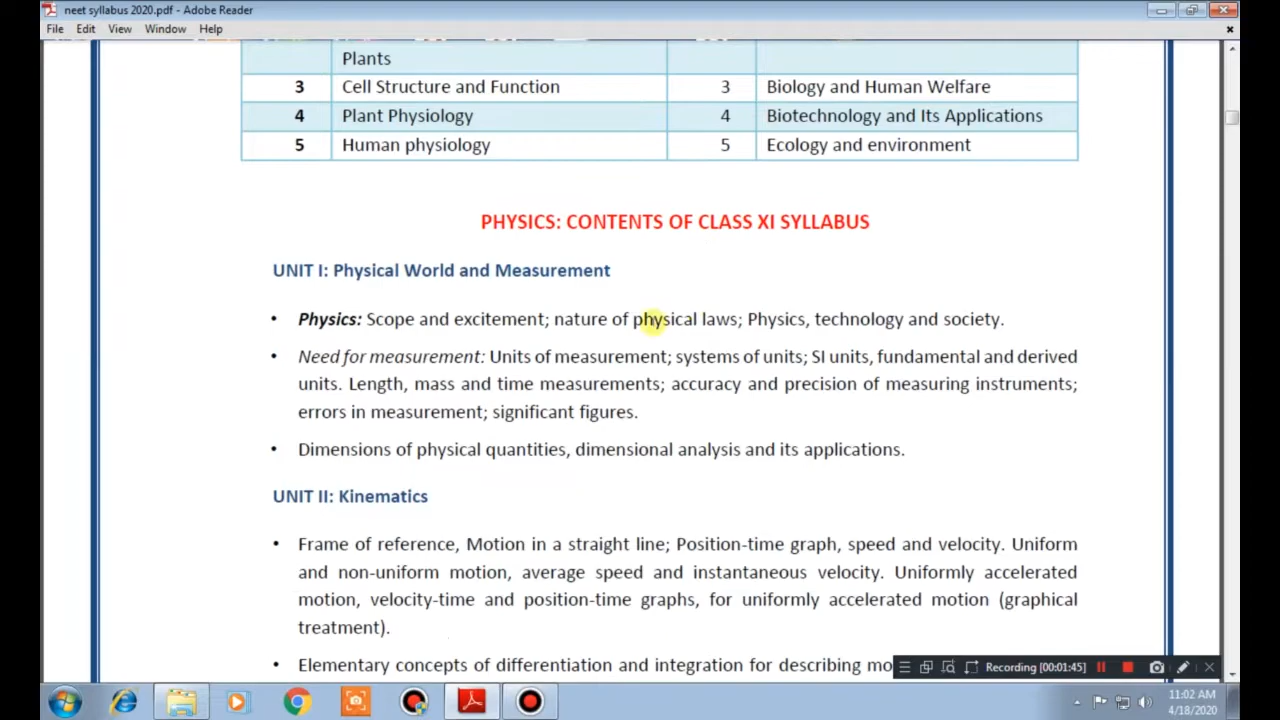 neet syllabus 2020.pdf - Adobe Reader
File Edit View Window Help
Plants
3 Cell Structure and Function 3 Biology and Human Welfare
4 Plant Physiology 4 Biotechnology and Its Applications
5 Human physiology 5 Ecology and environment
PHYSICS: CONTENTS OF CLASS XI SYLLABUS
UNIT I: Physical World and Measurement
• Physics: Scope and excitement; nature of physical laws; Physics, technology and society.
• Need for measurement: Units of measurement; systems of units; SI units, fundamental and derived
units. Length, mass and time measurements; accuracy and precision of measuring instruments;
errors in measurement; significant figures.
• Dimensions of physical quantities, dimensional analysis and its applications.
UNIT II: Kinematics
• Frame of reference, Motion in a straight line; Position-time graph, speed and velocity. Uniform
and non-uniform motion, average speed and instantaneous velocity. Uniformly accelerated
motion, velocity-time and position-time graphs, for uniformly accelerated motion (graphical
treatment).
• Elementary concepts of differentiation and integration for describing mo
Recording [00:01:45]
11:02 AM
4/18/2020